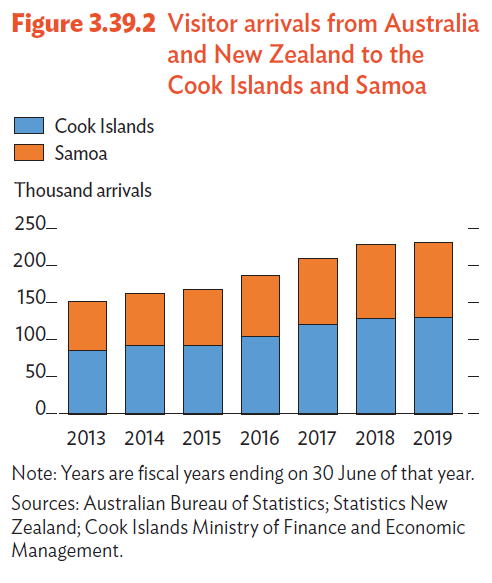 Figure 3.39.2 Visitor arrivals from Australia
and New Zealand to the
Cook Islands and Samoa
Cook Islands
Samoa
Thousand arrivals
250
200
150
100
50
0
2013 2014 2015 2016 2017 2018 2019
Note: Years are fiscal years ending on 30 June of that year.
Sources: Australian Bureau of Statistics; Statistics New
Zealand; Cook Islands Ministry of Finance and Economic
Management.